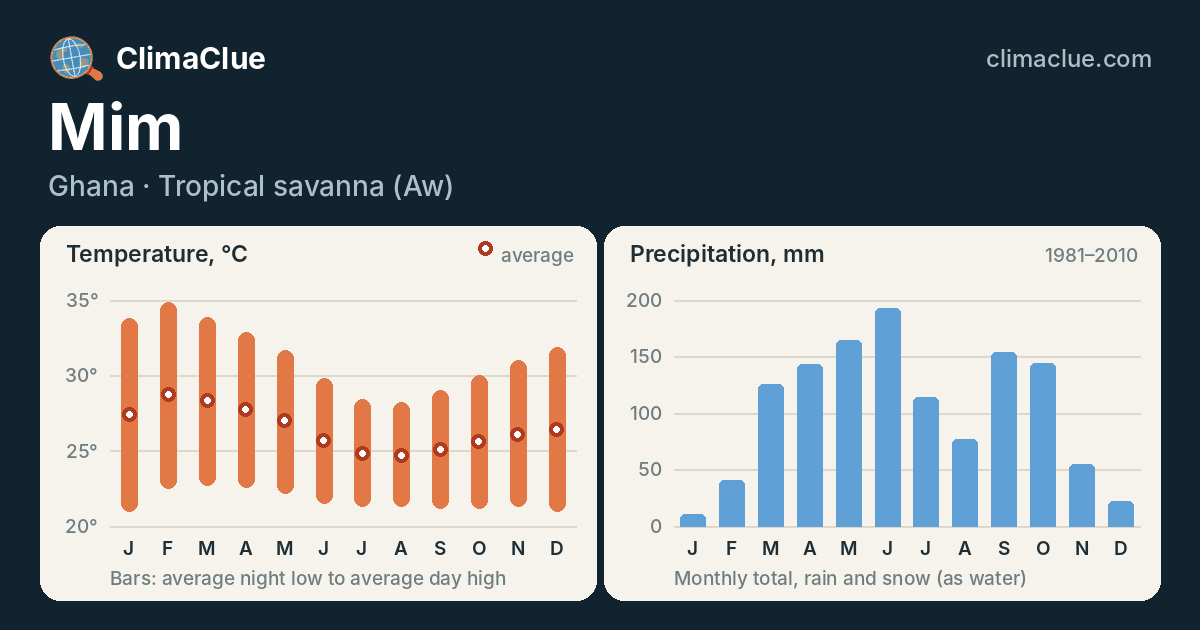 ClimaClue
climaclue.com
Mim
Ghana · Tropical savanna (Aw)
Temperature, °C
average
35°
30°
25°
20°
J F M A M J J A S O N D
Bars: average night low to average day high
Precipitation, mm
1981–2010
200
150
100
50
0
J F M A M J J A S O N D
Monthly total, rain and snow (as water)